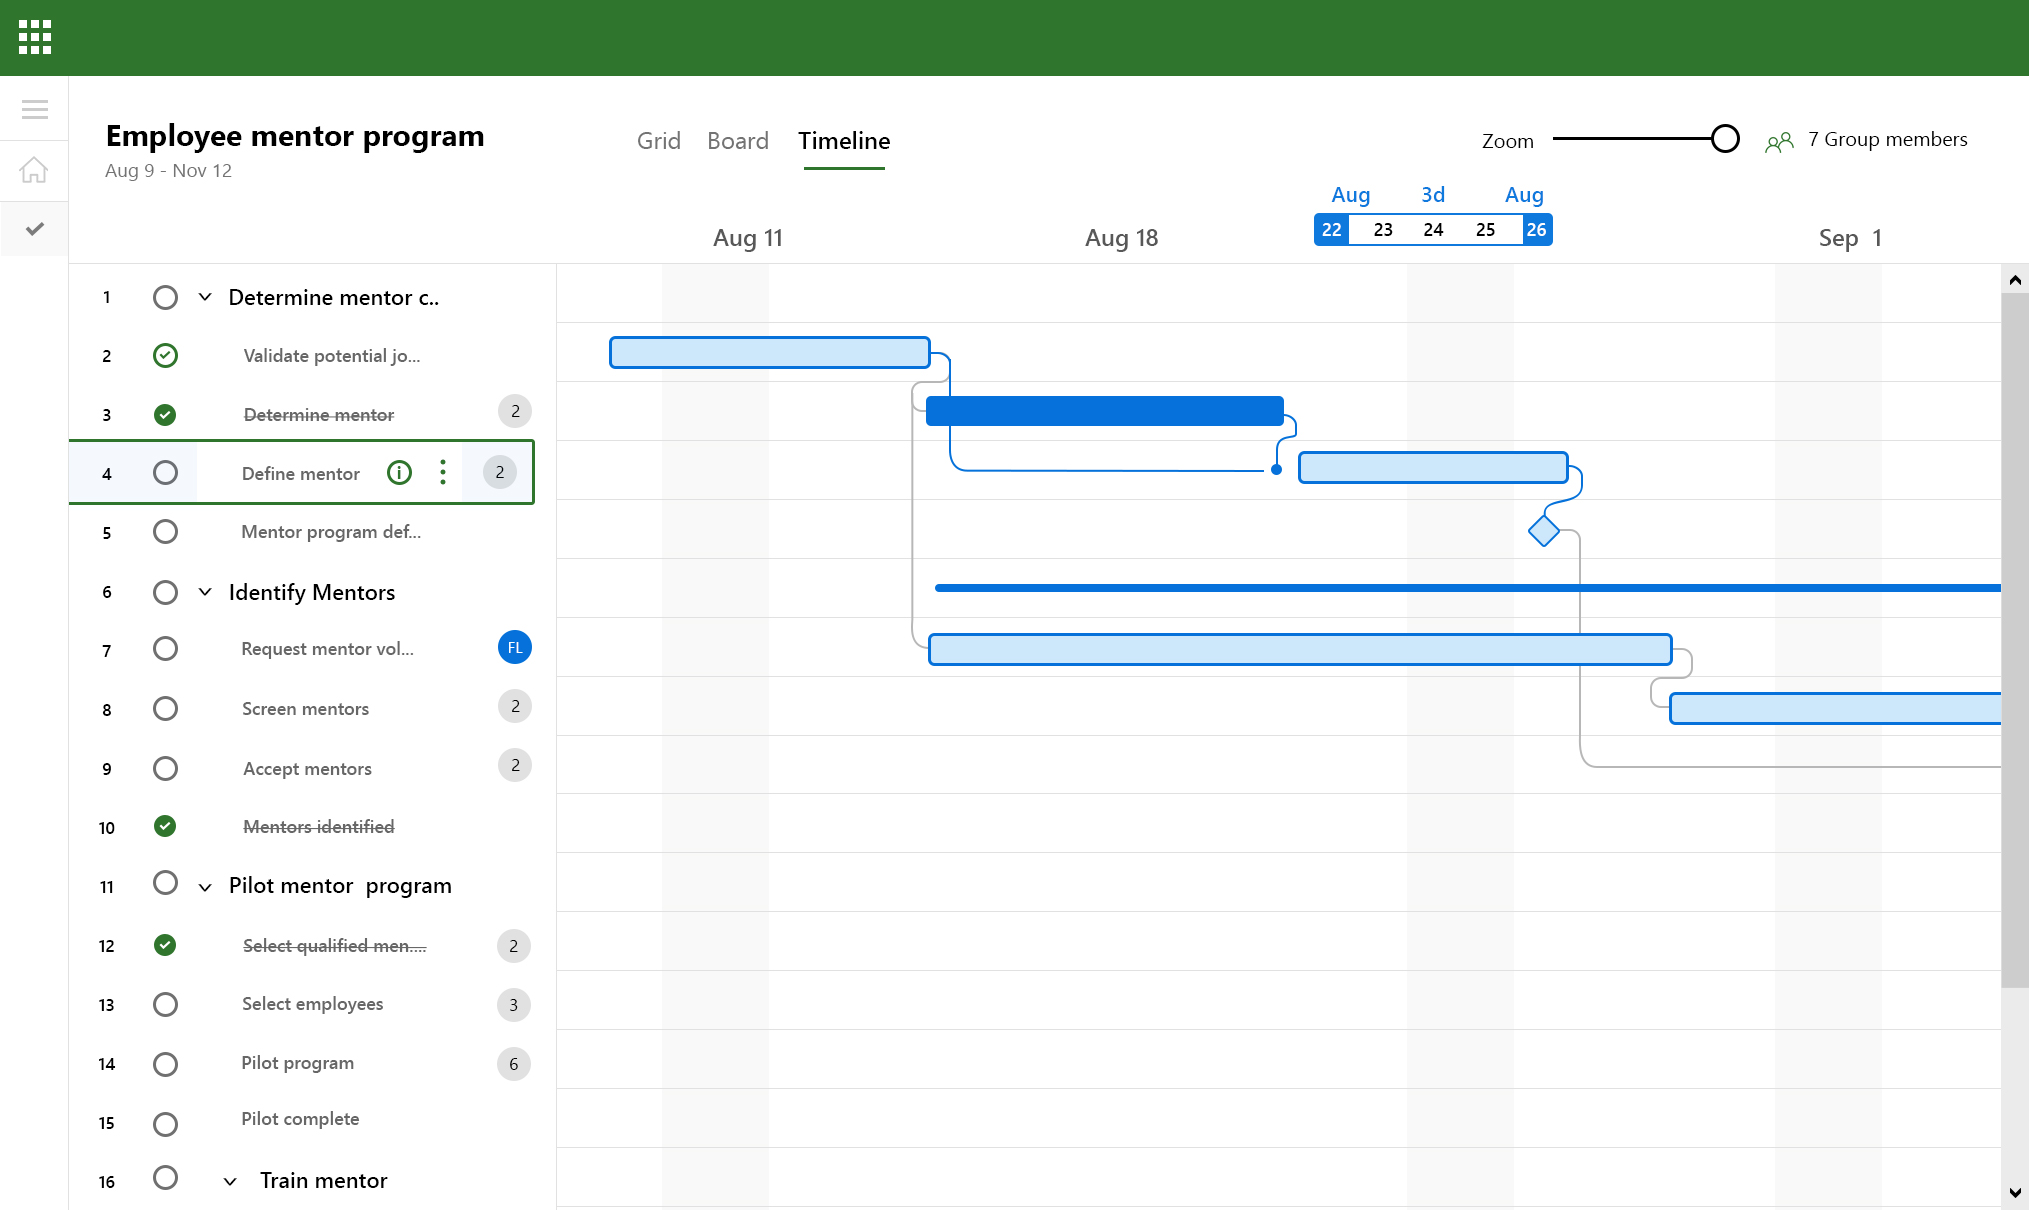 Employee mentor program
Aug 9 - Nov 12
Grid Board Timeline
Zoom
7 Group members
Aug 3d Aug
22 23 24 25 26
Aug 11 Aug 18 Sep 1
1 Determine mentor c..
2 Validate potential jo...
3 Determine mentor 2
4 Define mentor 2
5 Mentor program def...
6 Identify Mentors
7 Request mentor vol... FL
8 Screen mentors 2
9 Accept mentors 2
10 Mentors identified
11 Pilot mentor program
12 Select qualified men.... 2
13 Select employees 3
14 Pilot program 6
15 Pilot complete
16 Train mentor